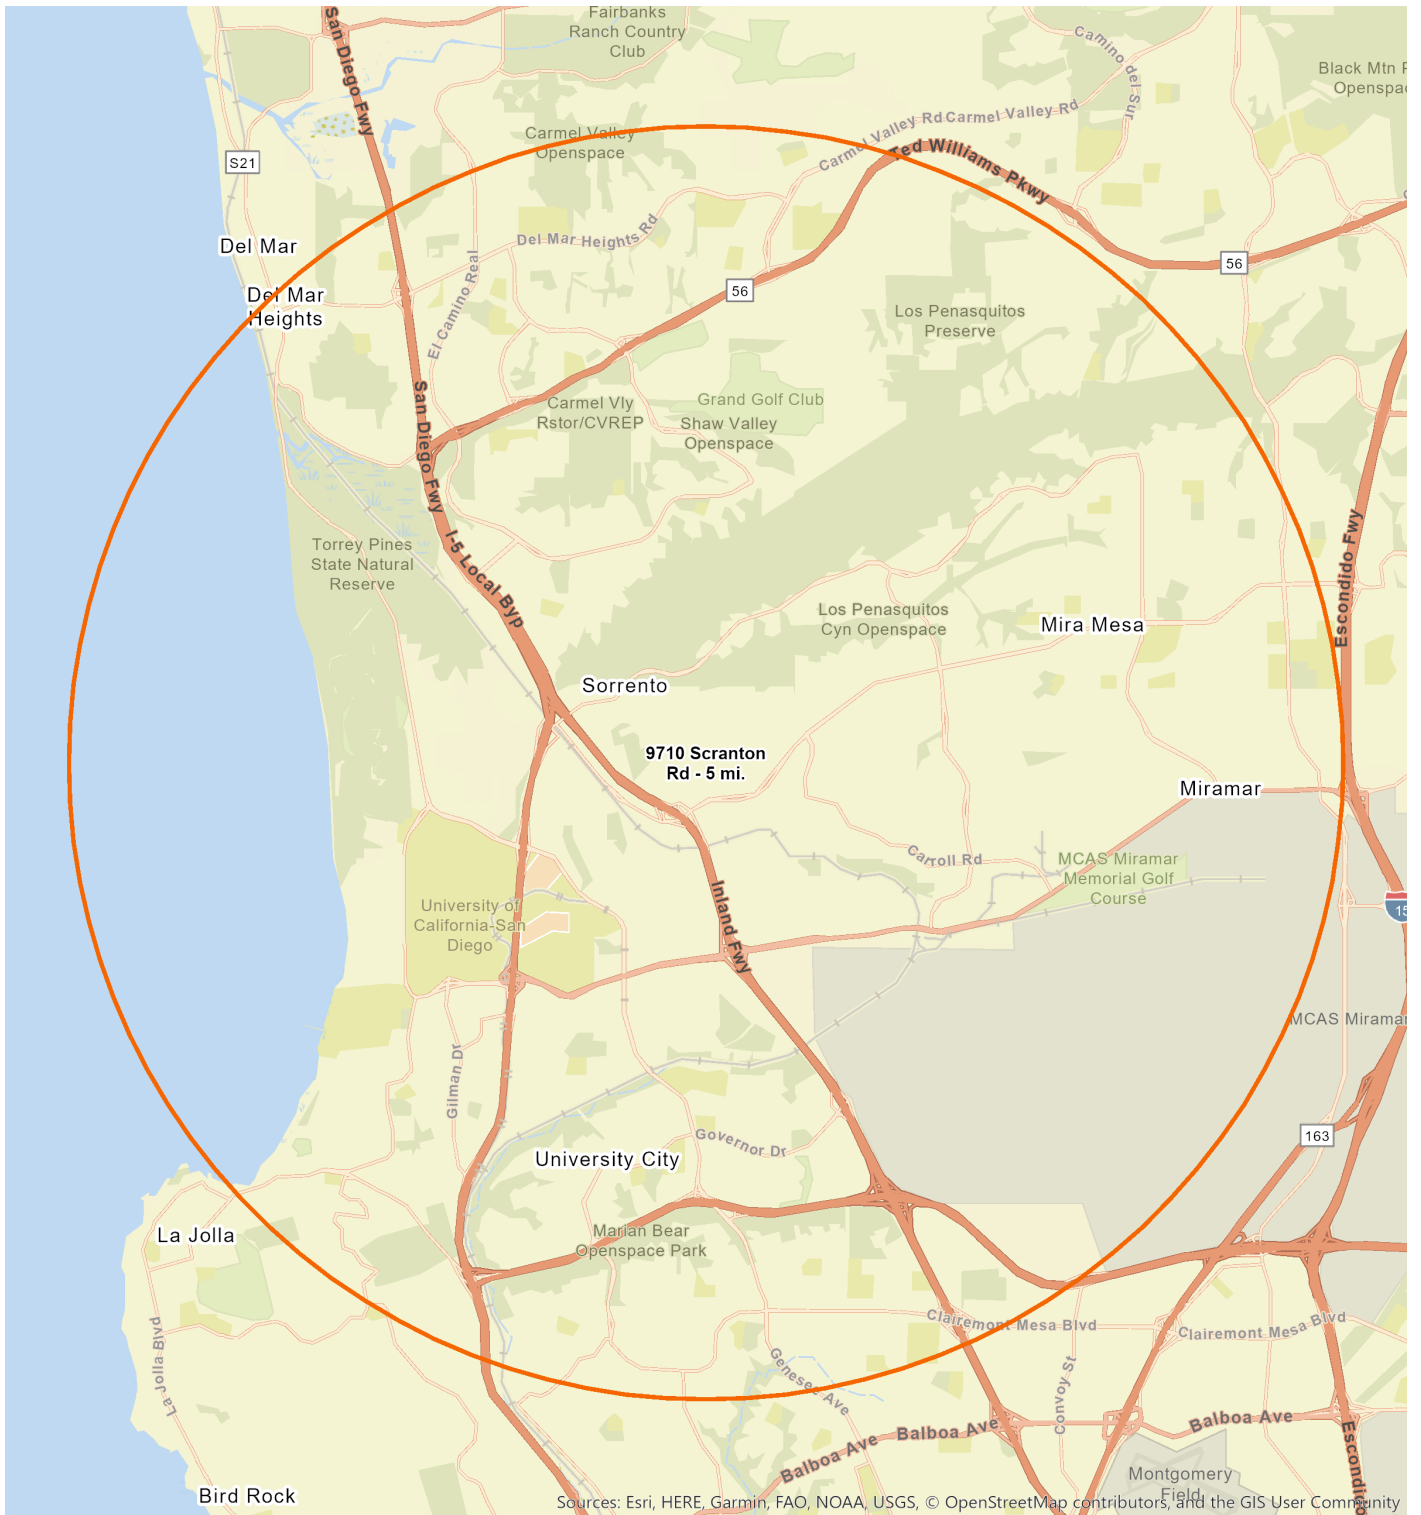 Fairbanks
Ranch Country
Club
San Diego Fwy
Camino del Sur
Black Mtn
Openspac
Carmel Valley Rd
Carmel Valley Rd
Carmel Valley
Openspace
S21
Ted Williams Pkwy
Del Mar
Del Mar Heights Rd
56
56
Del Mar
Heights
El Camino Real
Los Penasquitos
Preserve
San Diego Fwy
Carmel Vly
Rstor/CVREP
Grand Golf Club
Shaw Valley
Openspace
Torrey Pines
State Natural
Reserve
I-5 Local Byp
Escondido Fwy
Los Penasquitos
Cyn Openspace
Mira Mesa
Sorrento
9710 Scranton
Rd - 5 mi.
Miramar
Carroll Rd
MCAS Miramar
Memorial Golf
Course
University of
California-San
Diego
Inland Fwy
15
MCAS Miramar
Gilman Dr
Governor Dr
163
University City
La Jolla
Marian Bear
Openspace Park
Clairemont Mesa Blvd
Clairemont Mesa Blvd
La Jolla Blvd
Genesee Ave
Convoy St
Balboa Ave
Balboa Ave
Balboa Ave
Escondido
Montgomery
Field
Bird Rock
Sources: Esri, HERE, Garmin, FAO, NOAA, USGS, © OpenStreetMap contributors, and the GIS User Community